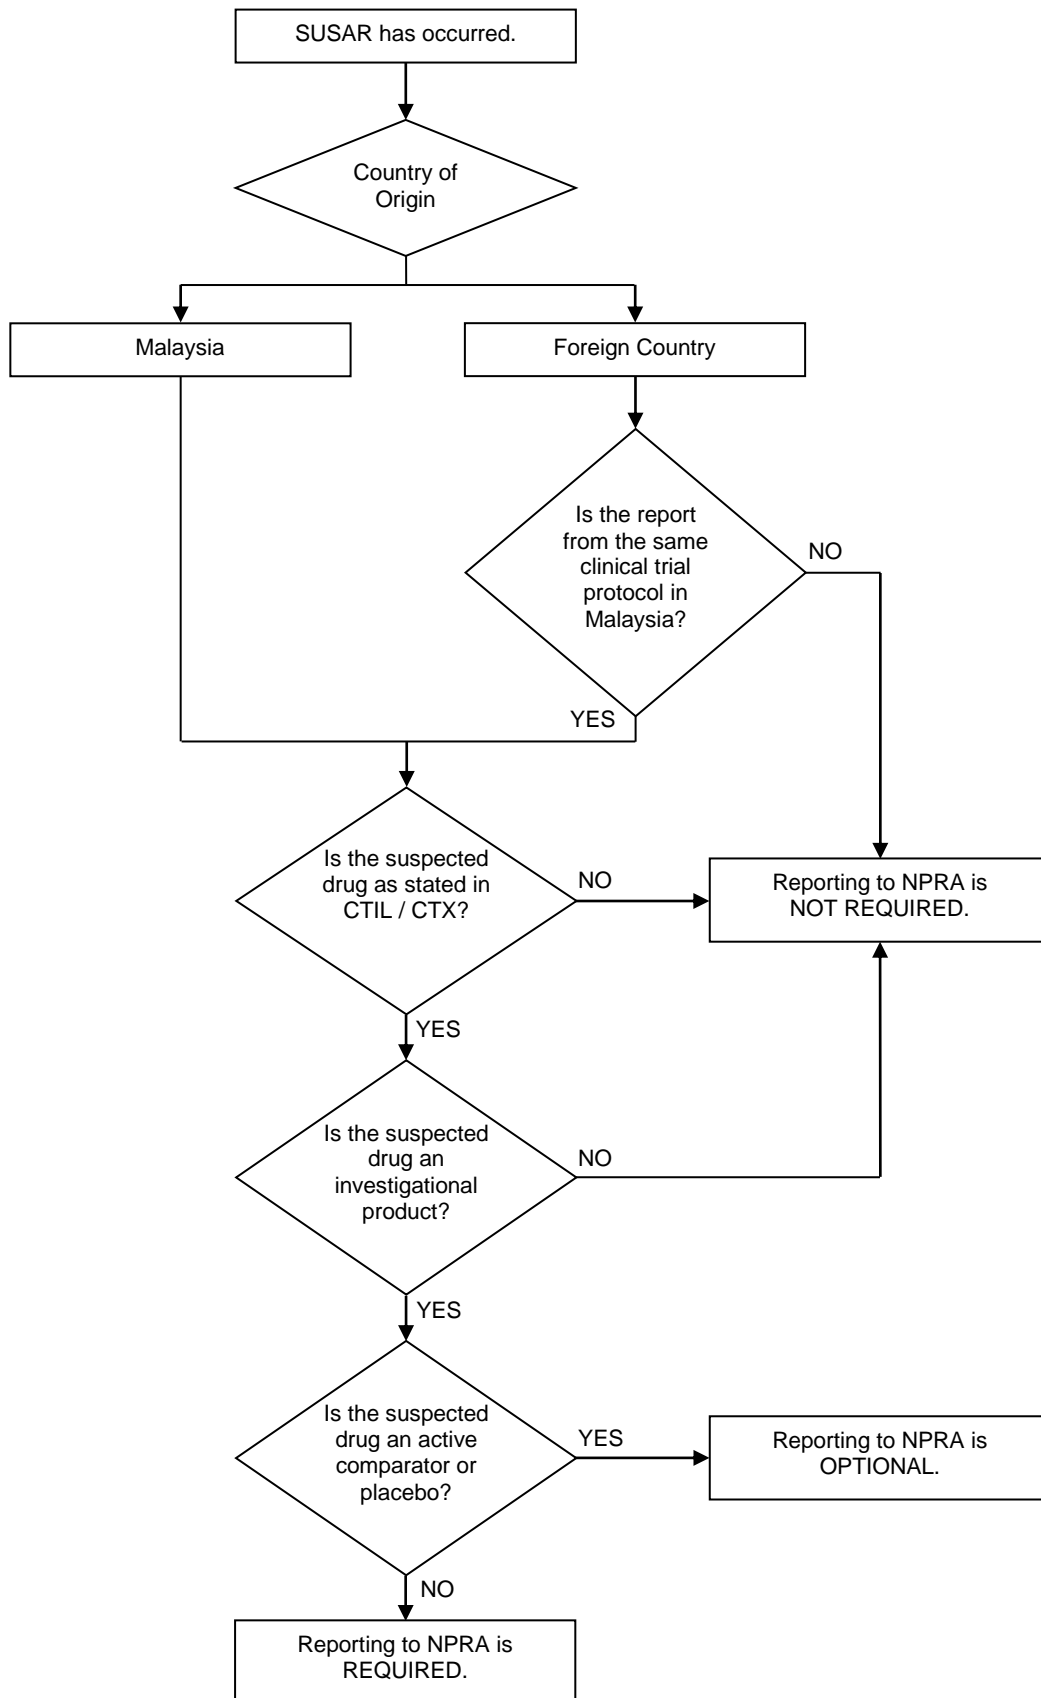 SUSAR has occurred.
Country of
Origin
Malaysia
Foreign Country
Is the report
from the same
clinical trial
protocol in
Malaysia?
NO
YES
Is the suspected
drug as stated in
CTIL / CTX?
NO
Reporting to NPRA is
NOT REQUIRED.
YES
Is the suspected
drug an
investigational
product?
NO
YES
Is the suspected
drug an active
comparator or
placebo?
YES
Reporting to NPRA is
OPTIONAL.
NO
Reporting to NPRA is
REQUIRED.